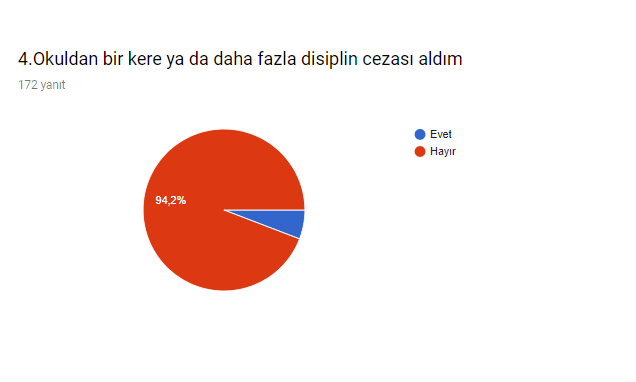 4.Okuldan bir kere ya da daha fazla disiplin cezası aldım
172 yanıt
Evet
Hayır
94,2%